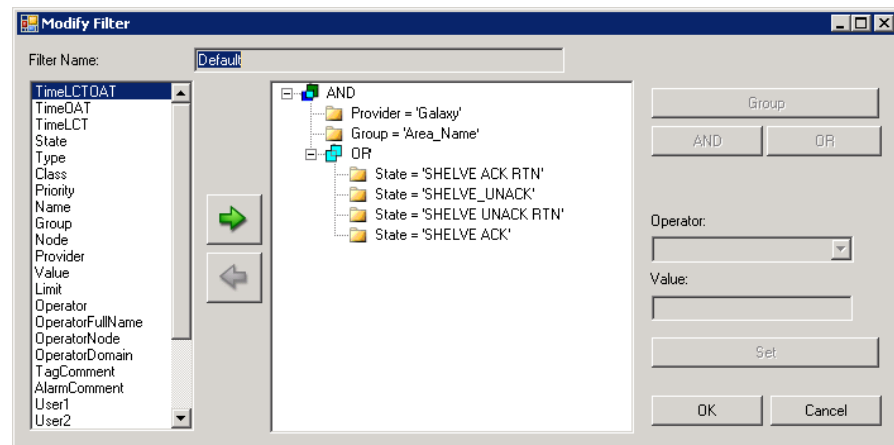 Modify Filter
Filter Name:
Default
TimeLCTOAT
TimeOAT
TimeLCT
State
Type
Class
Priority
Name
Group
Node
Provider
Value
Limit
Operator
OperatorFullName
OperatorNode
OperatorDomain
TagComment
AlarmComment
User1
User2
AND
Provider = 'Galaxy'
Group = 'Area_Name'
OR
State = 'SHELVE ACK RTN'
State = 'SHELVE_UNACK'
State = 'SHELVE UNACK RTN'
State = 'SHELVE ACK'
Group
AND OR
Operator:
Value:
Set
OK Cancel